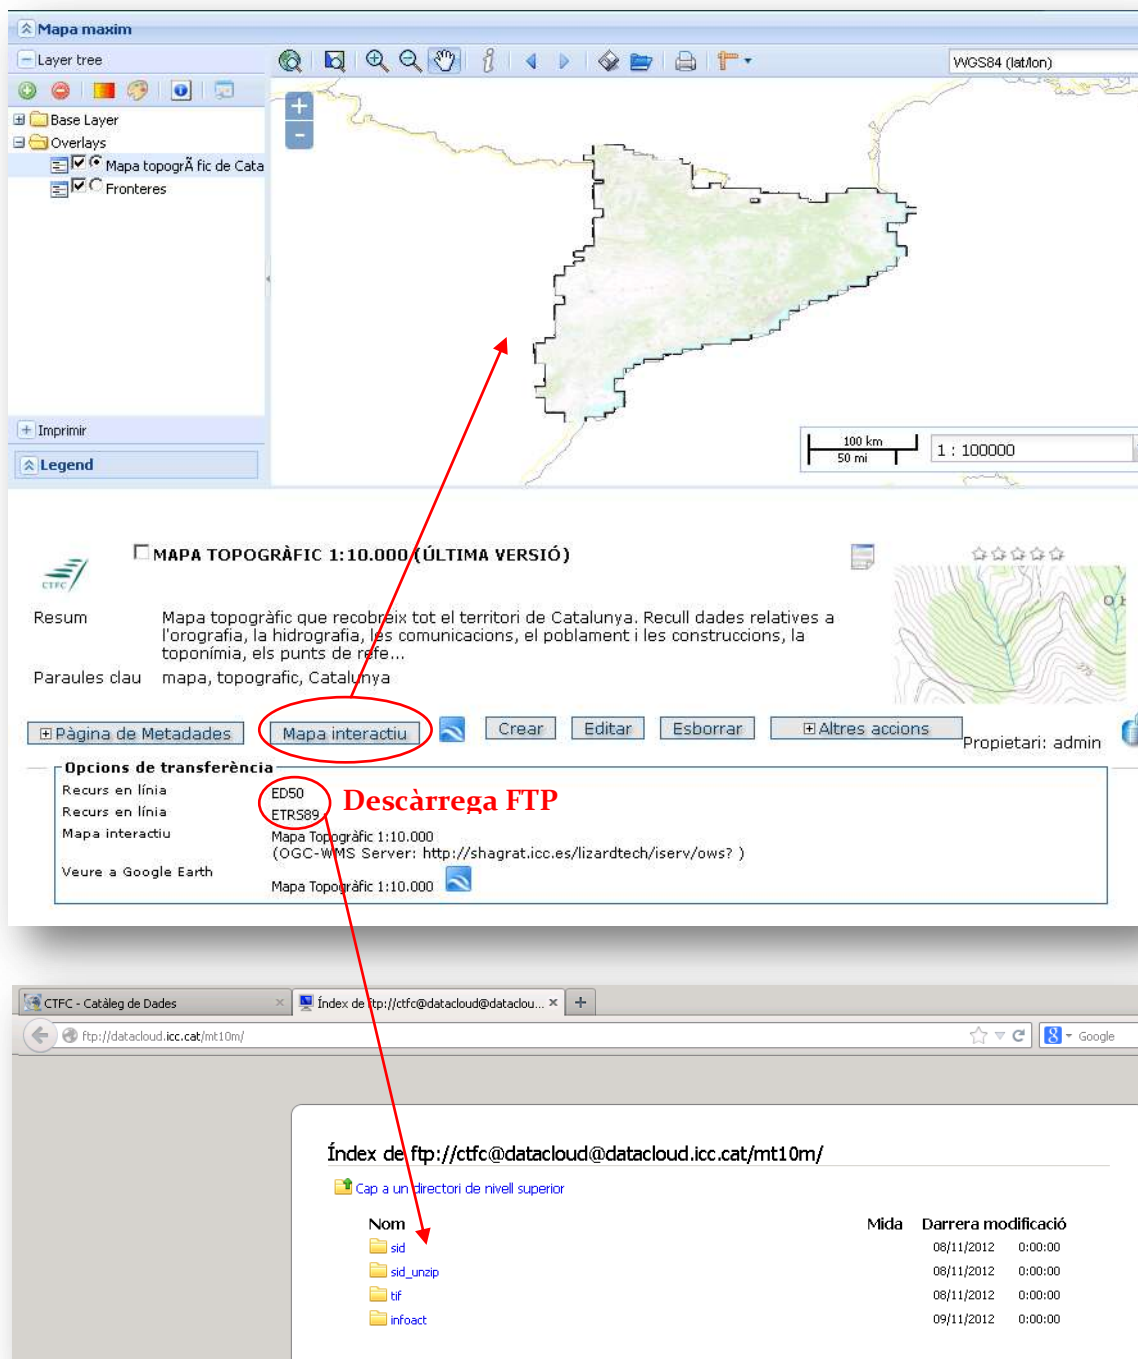 Mapa maxim
Layer tree
WGS84 (lat/lon)
Base Layer
Overlays
Mapa topogrÃ fic de Cata
Fronteres
Imprimir
Legend
100 km
50 mi
1 : 100000
MAPA TOPOGRÀFIC 1:10.000 (ÚLTIMA VERSIÓ)
CTFC
Resum Mapa topogràfic que recobreix tot el territori de Catalunya. Recull dades relatives a
l'orografia, la hidrografia, les comunicacions, el poblament i les construccions, la
toponímia, els punts de refe...
Paraules clau mapa, topografic, Catalunya
Pàgina de Metadades Mapa interactiu Crear Editar Esborrar Altres accions
Propietari: admin
Opcions de transferència
Recurs en línia ED50
Descàrrega FTP
Recurs en línia ETRS89
Mapa interactiu Mapa Topogràfic 1:10.000
(OGC-WMS Server: http://shagrat.icc.es/lizardtech/iserv/ows? )
Veure a Google Earth
Mapa Topogràfic 1:10.000
CTFC - Catàleg de Dades × Índex de ftp://ctfc@datacloud@dataclou... × +
ftp://datacloud.icc.cat/mt10m/ Google
Índex de ftp://ctfc@datacloud@datacloud.icc.cat/mt10m/
Cap a un directori de nivell superior
Nom Mida Darrera modificació
sid 08/11/2012 0:00:00
sid_unzip 08/11/2012 0:00:00
tif 08/11/2012 0:00:00
infoact 09/11/2012 0:00:00